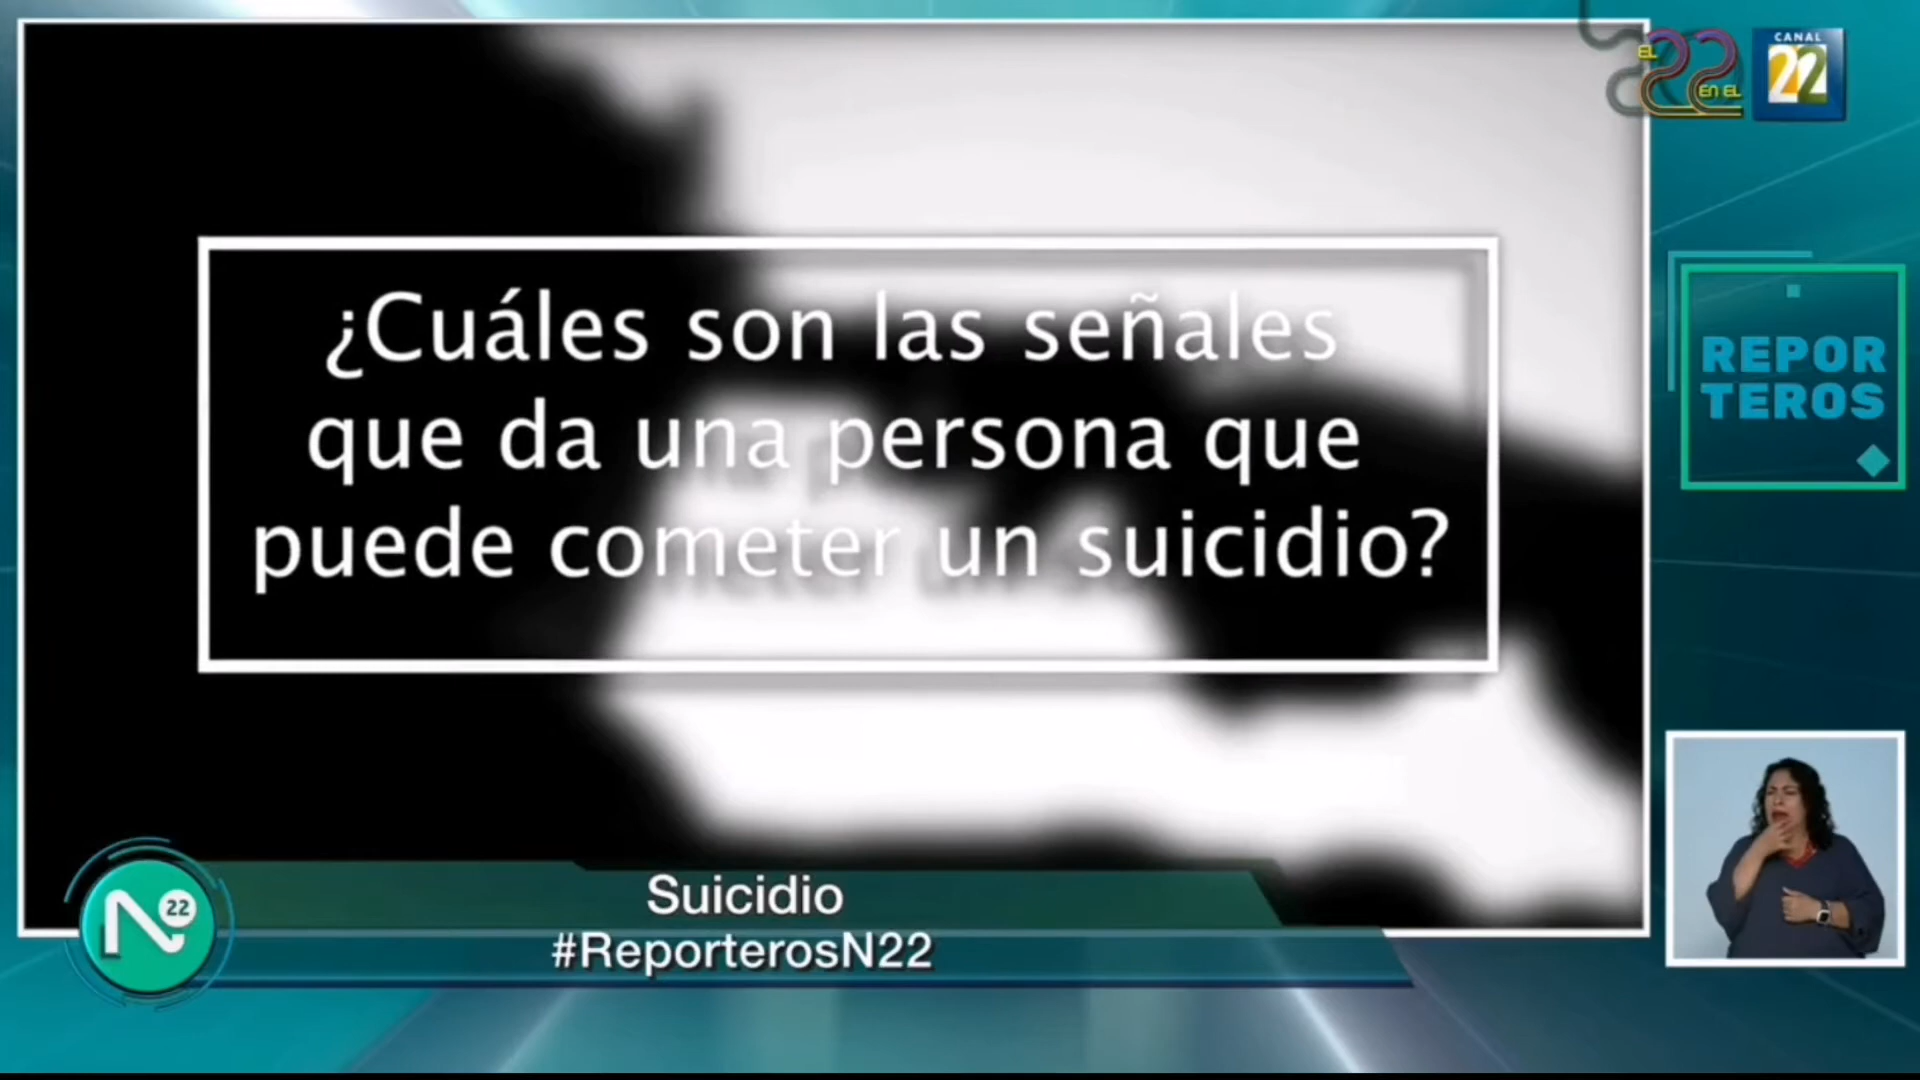 EL
22
EN EL
CANAL
22
¿Cuáles son las señales
que da una persona que
puede cometer un suicidio?
REPOR
TEROS
N22
Suicidio
#ReporterosN22